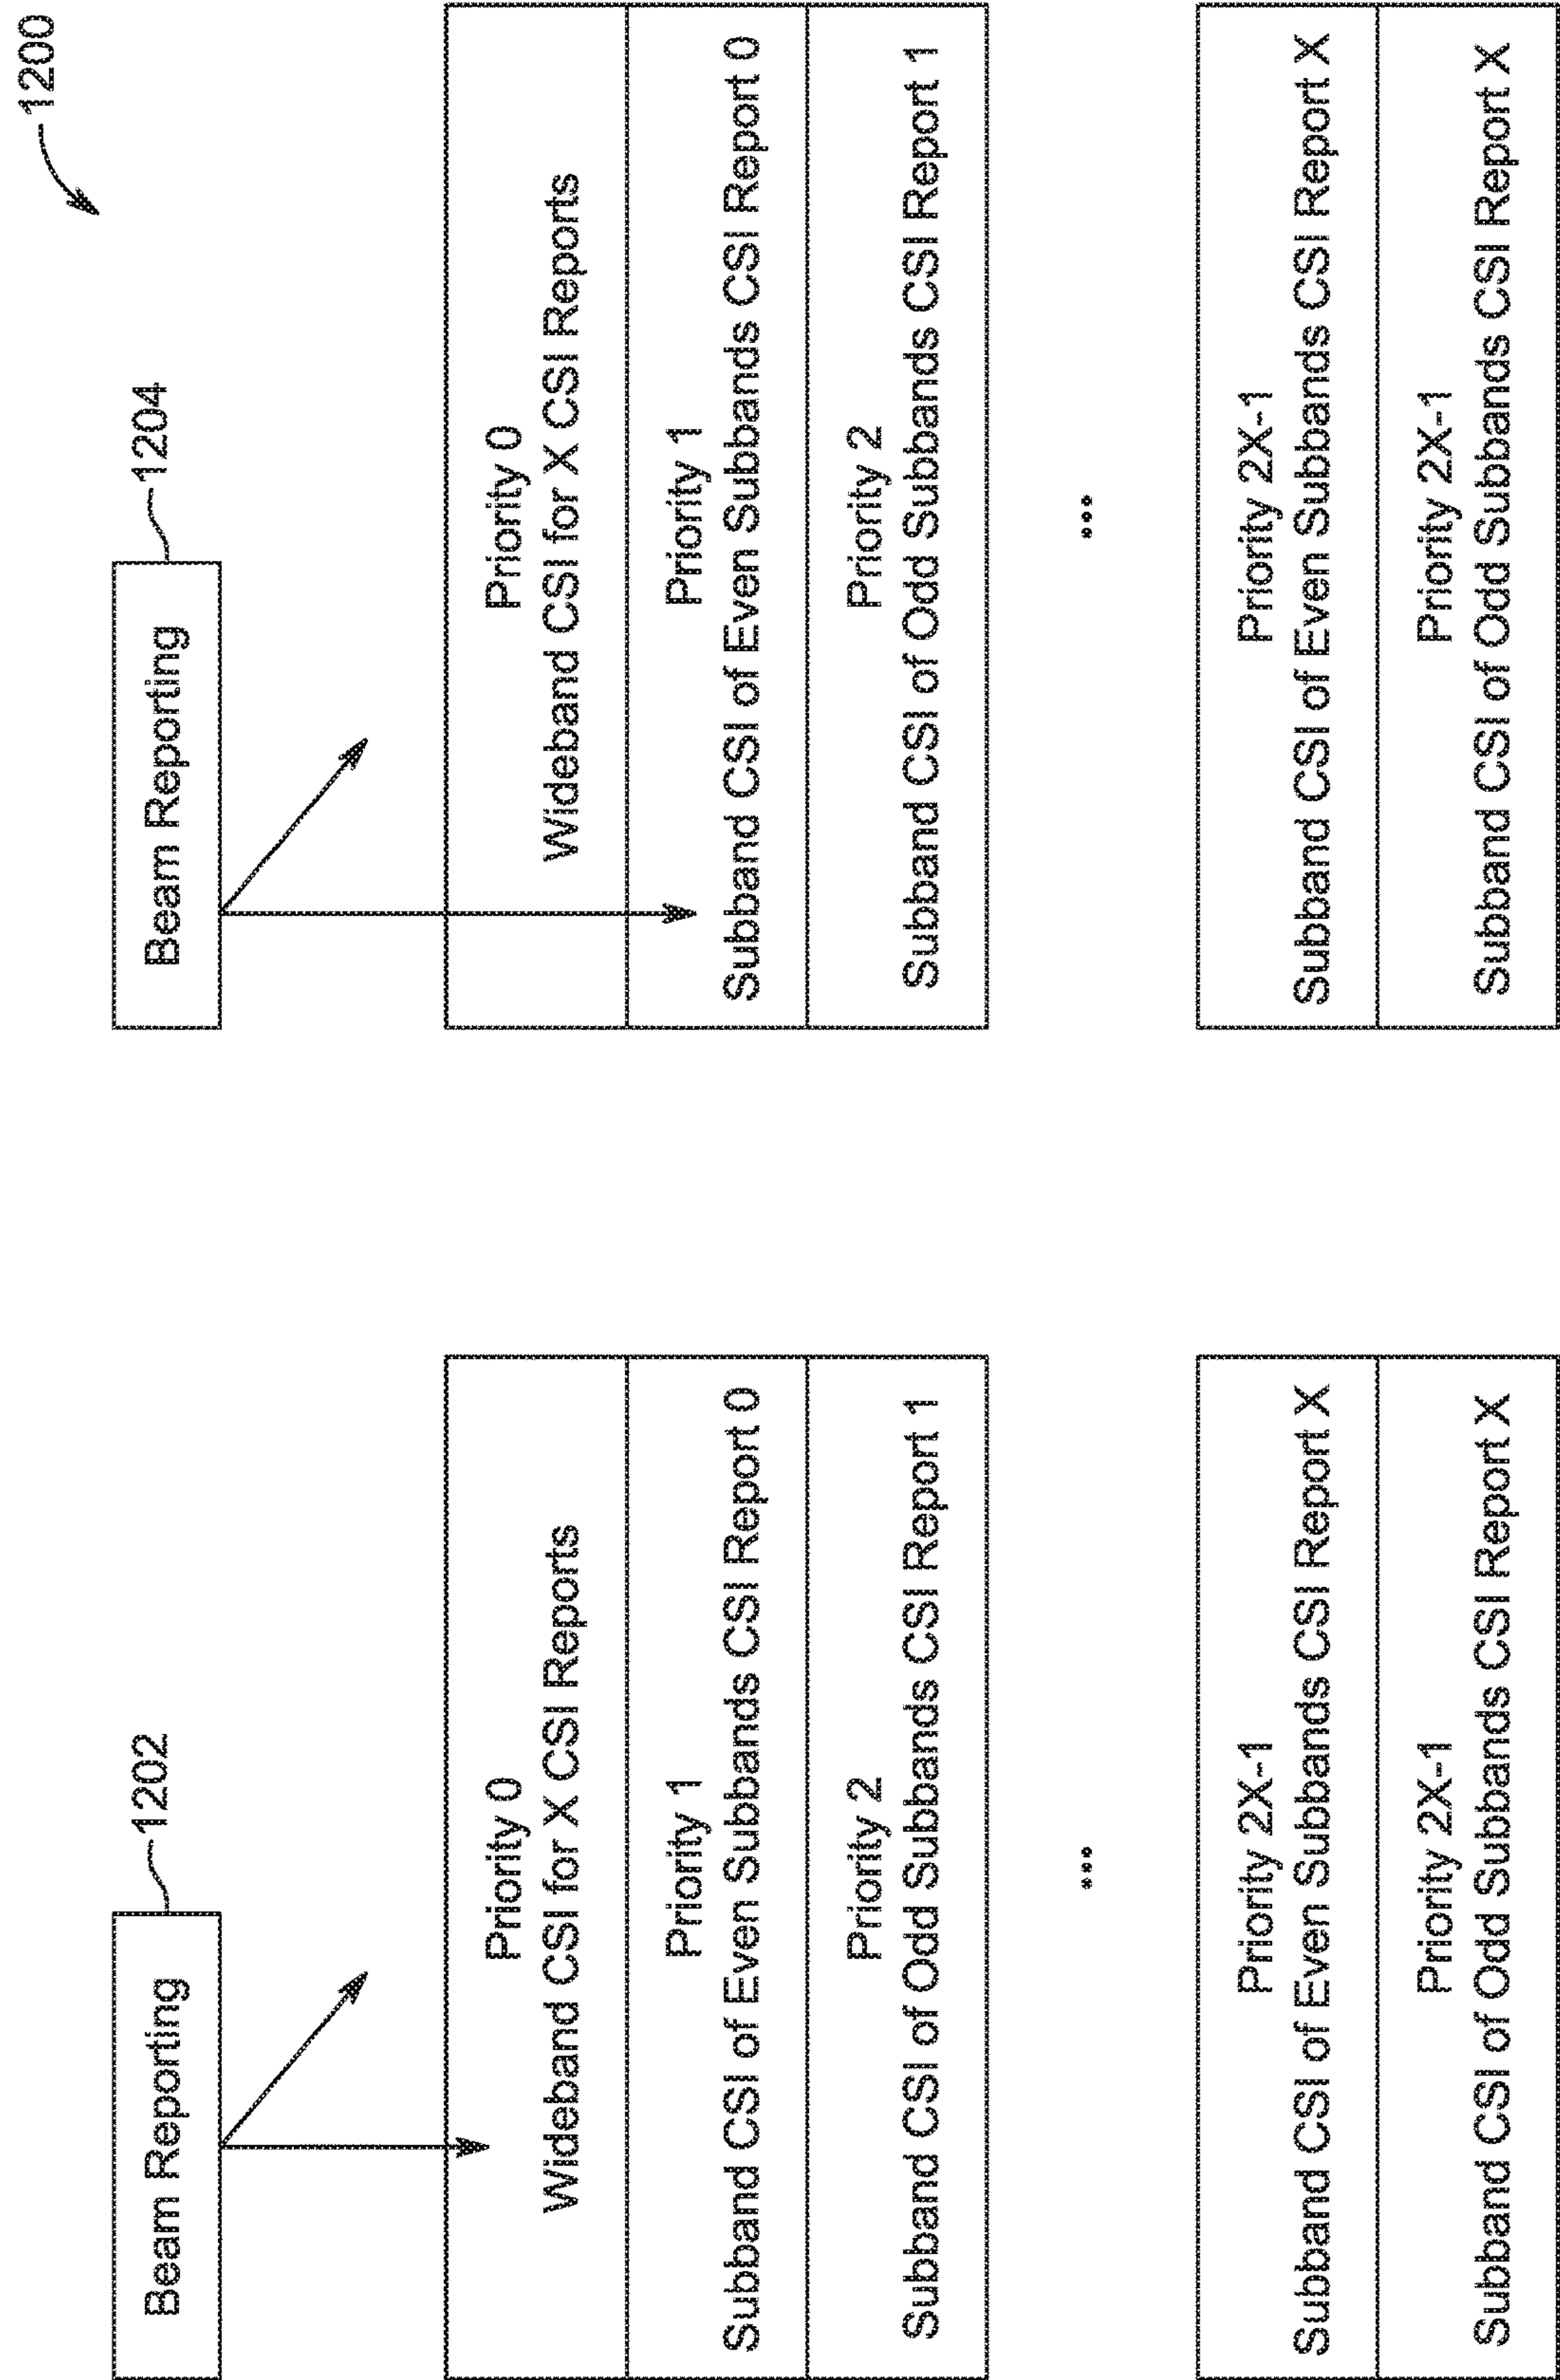 1200
Beam Reporting
1202
Priority 0
Wideband CSI for X CSI Reports
Priority 1
Subband CSI of Even Subbands CSI Report 0
Priority 2
Subband CSI of Odd Subbands CSI Report 1
...
Priority 2X-1
Subband CSI of Even Subbands CSI Report X
Priority 2X-1
Subband CSI of Odd Subbands CSI Report X
Beam Reporting
1204
Priority 0
Wideband CSI for X CSI Reports
Priority 1
Subband CSI of Even Subbands CSI Report 0
Priority 2
Subband CSI of Odd Subbands CSI Report 1
...
Priority 2X-1
Subband CSI of Even Subbands CSI Report X
Priority 2X-1
Subband CSI of Odd Subbands CSI Report X